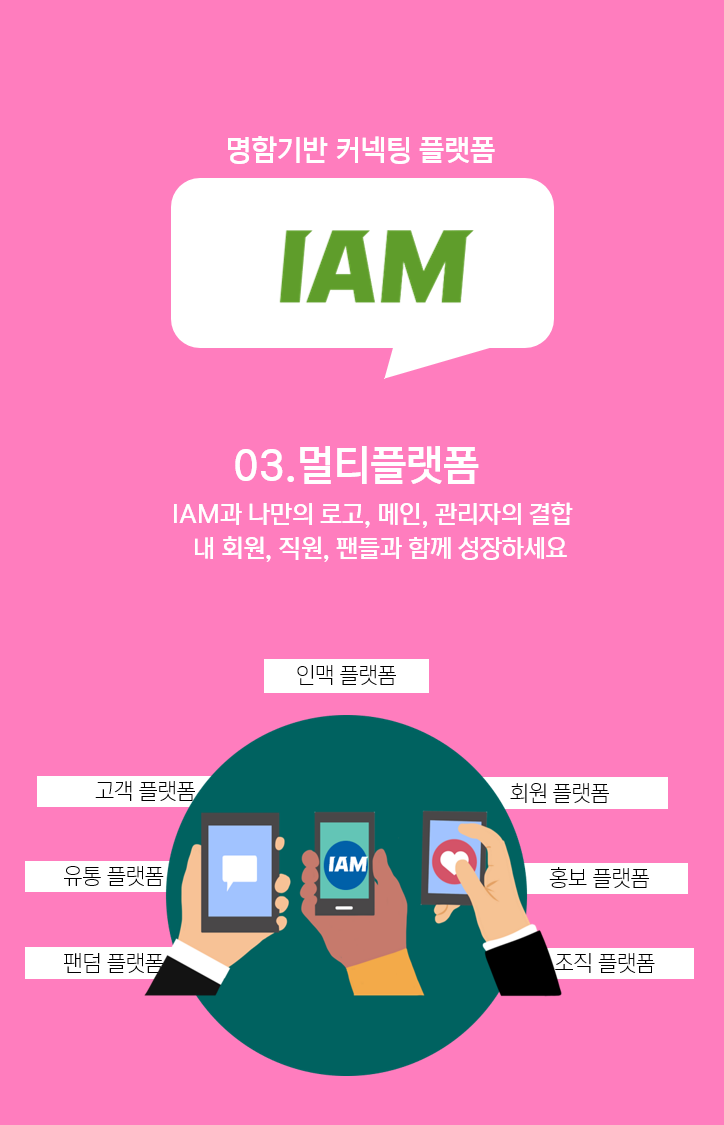 명함기반 커넥팅 플랫폼
IAM
03.멀티플랫폼
IAM과 나만의 로고, 메인, 관리자의 결합
내 회원, 직원, 팬들과 함께 성장하세요
인맥 플랫폼
고객 플랫폼
회원 플랫폼
IAM
유통 플랫폼
홍보 플랫폼
팬덤 플랫폼
조직 플랫폼